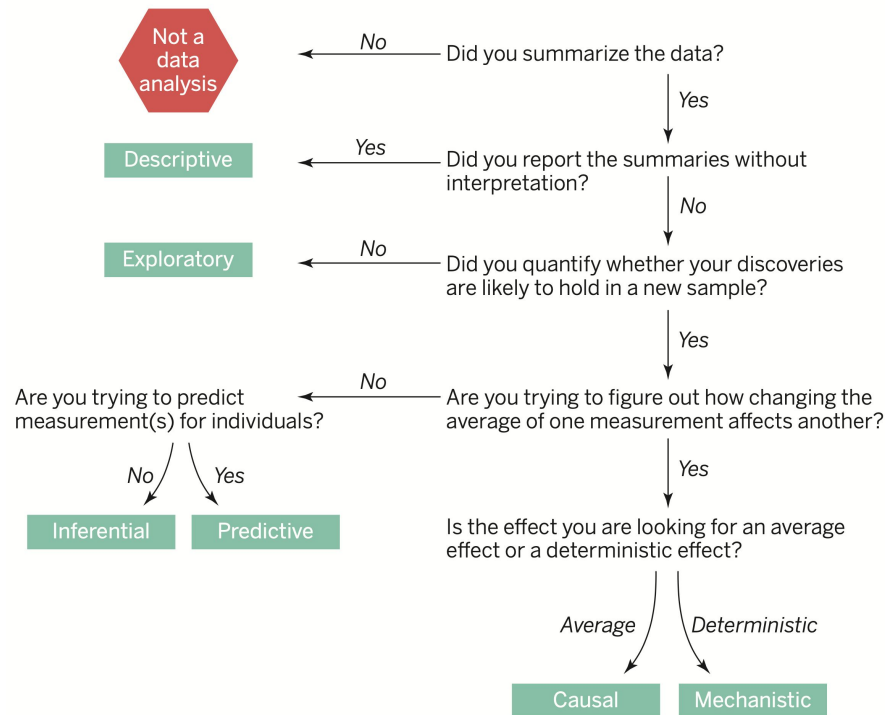 Not a
data
analysis
No
Did you summarize the data?
Yes
Descriptive
Yes
Did you report the summaries without
interpretation?
No
Exploratory
No
Did you quantify whether your discoveries
are likely to hold in a new sample?
Yes
Are you trying to predict
measurement(s) for individuals?
No
Are you trying to figure out how changing the
average of one measurement affects another?
No
Yes
Yes
Inferential
Predictive
Is the effect you are looking for an average
effect or a deterministic effect?
Average
Deterministic
Causal
Mechanistic